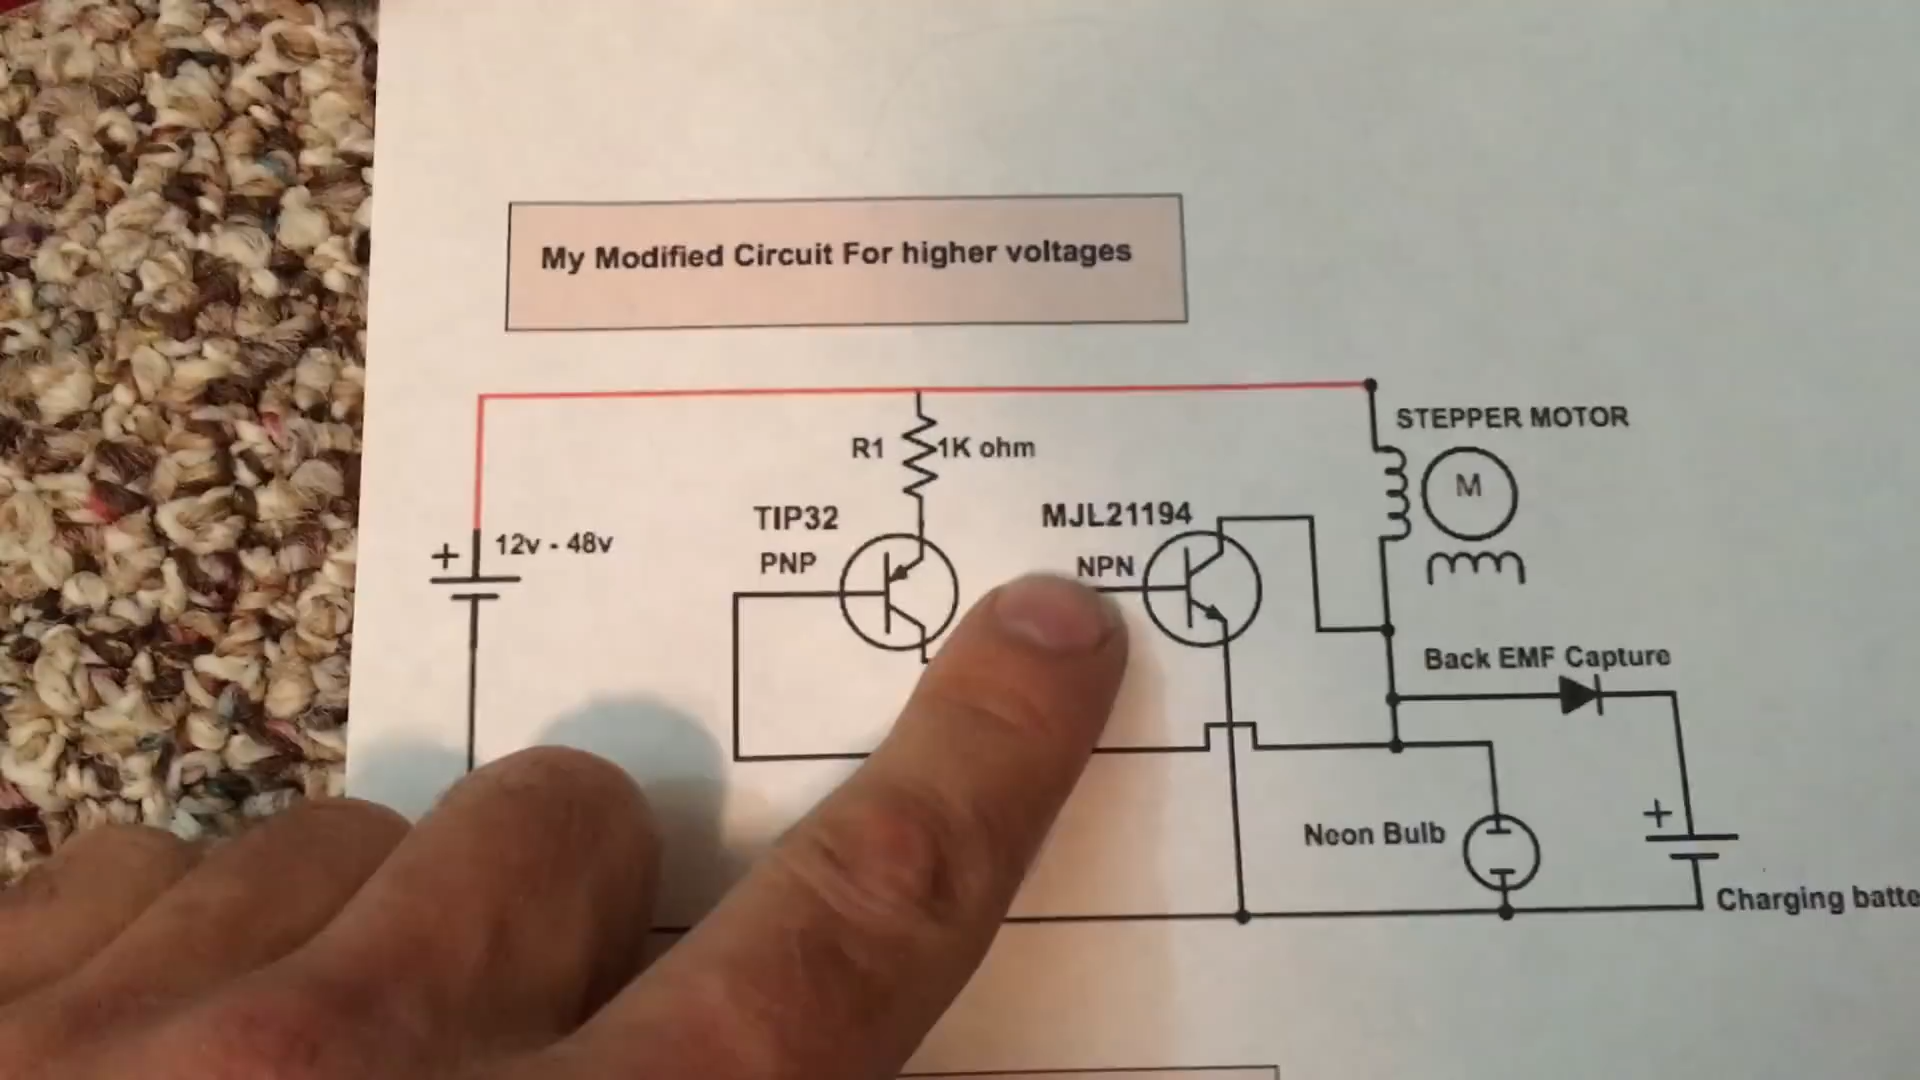 My Modified Circuit For higher voltages
STEPPER MOTOR
M
R1
1K ohm
TIP32
PNP
MJL21194
NPN
+
12v - 48v
Back EMF Capture
Neon Bulb
+
Charging batte